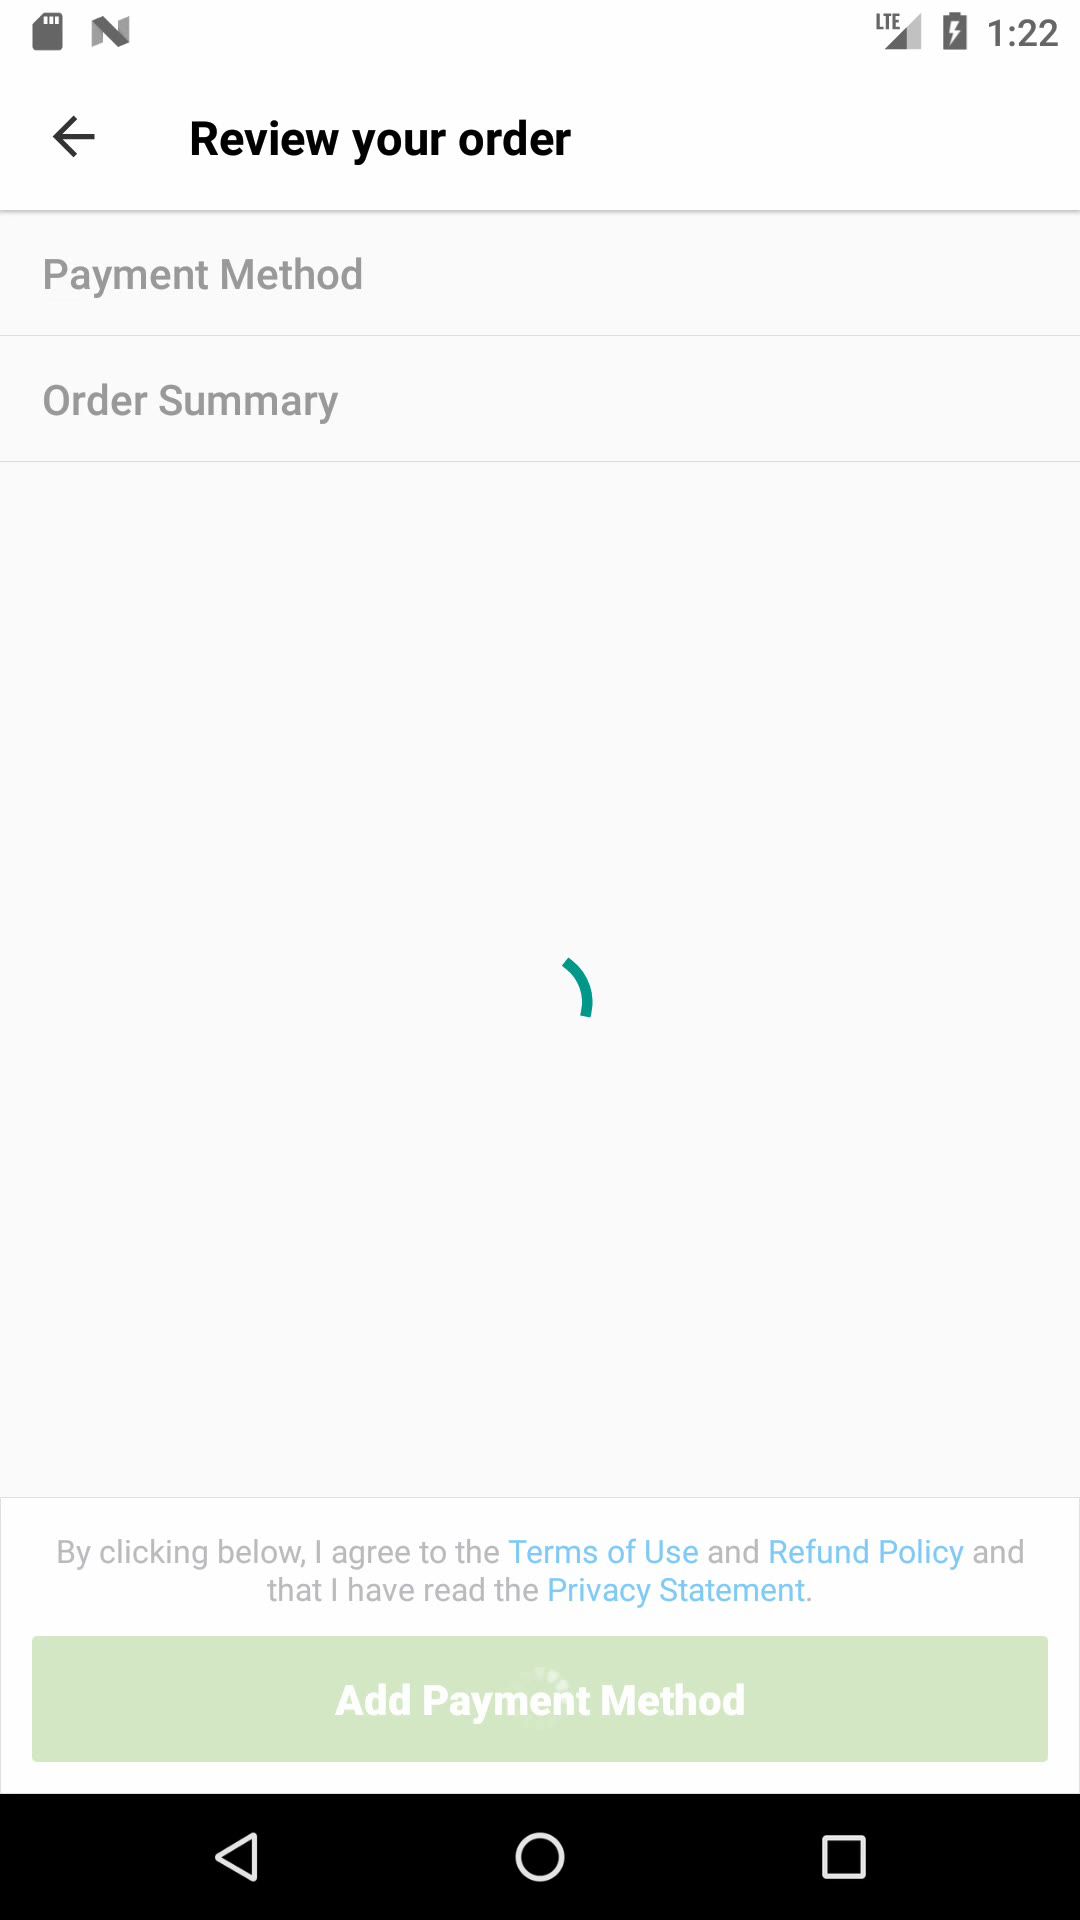 LTE 1:22
Review your order
Payment Method
Order Summary
By clicking below, I agree to the Terms of Use and Refund Policy and
that I have read the Privacy Statement.
Add Payment Method